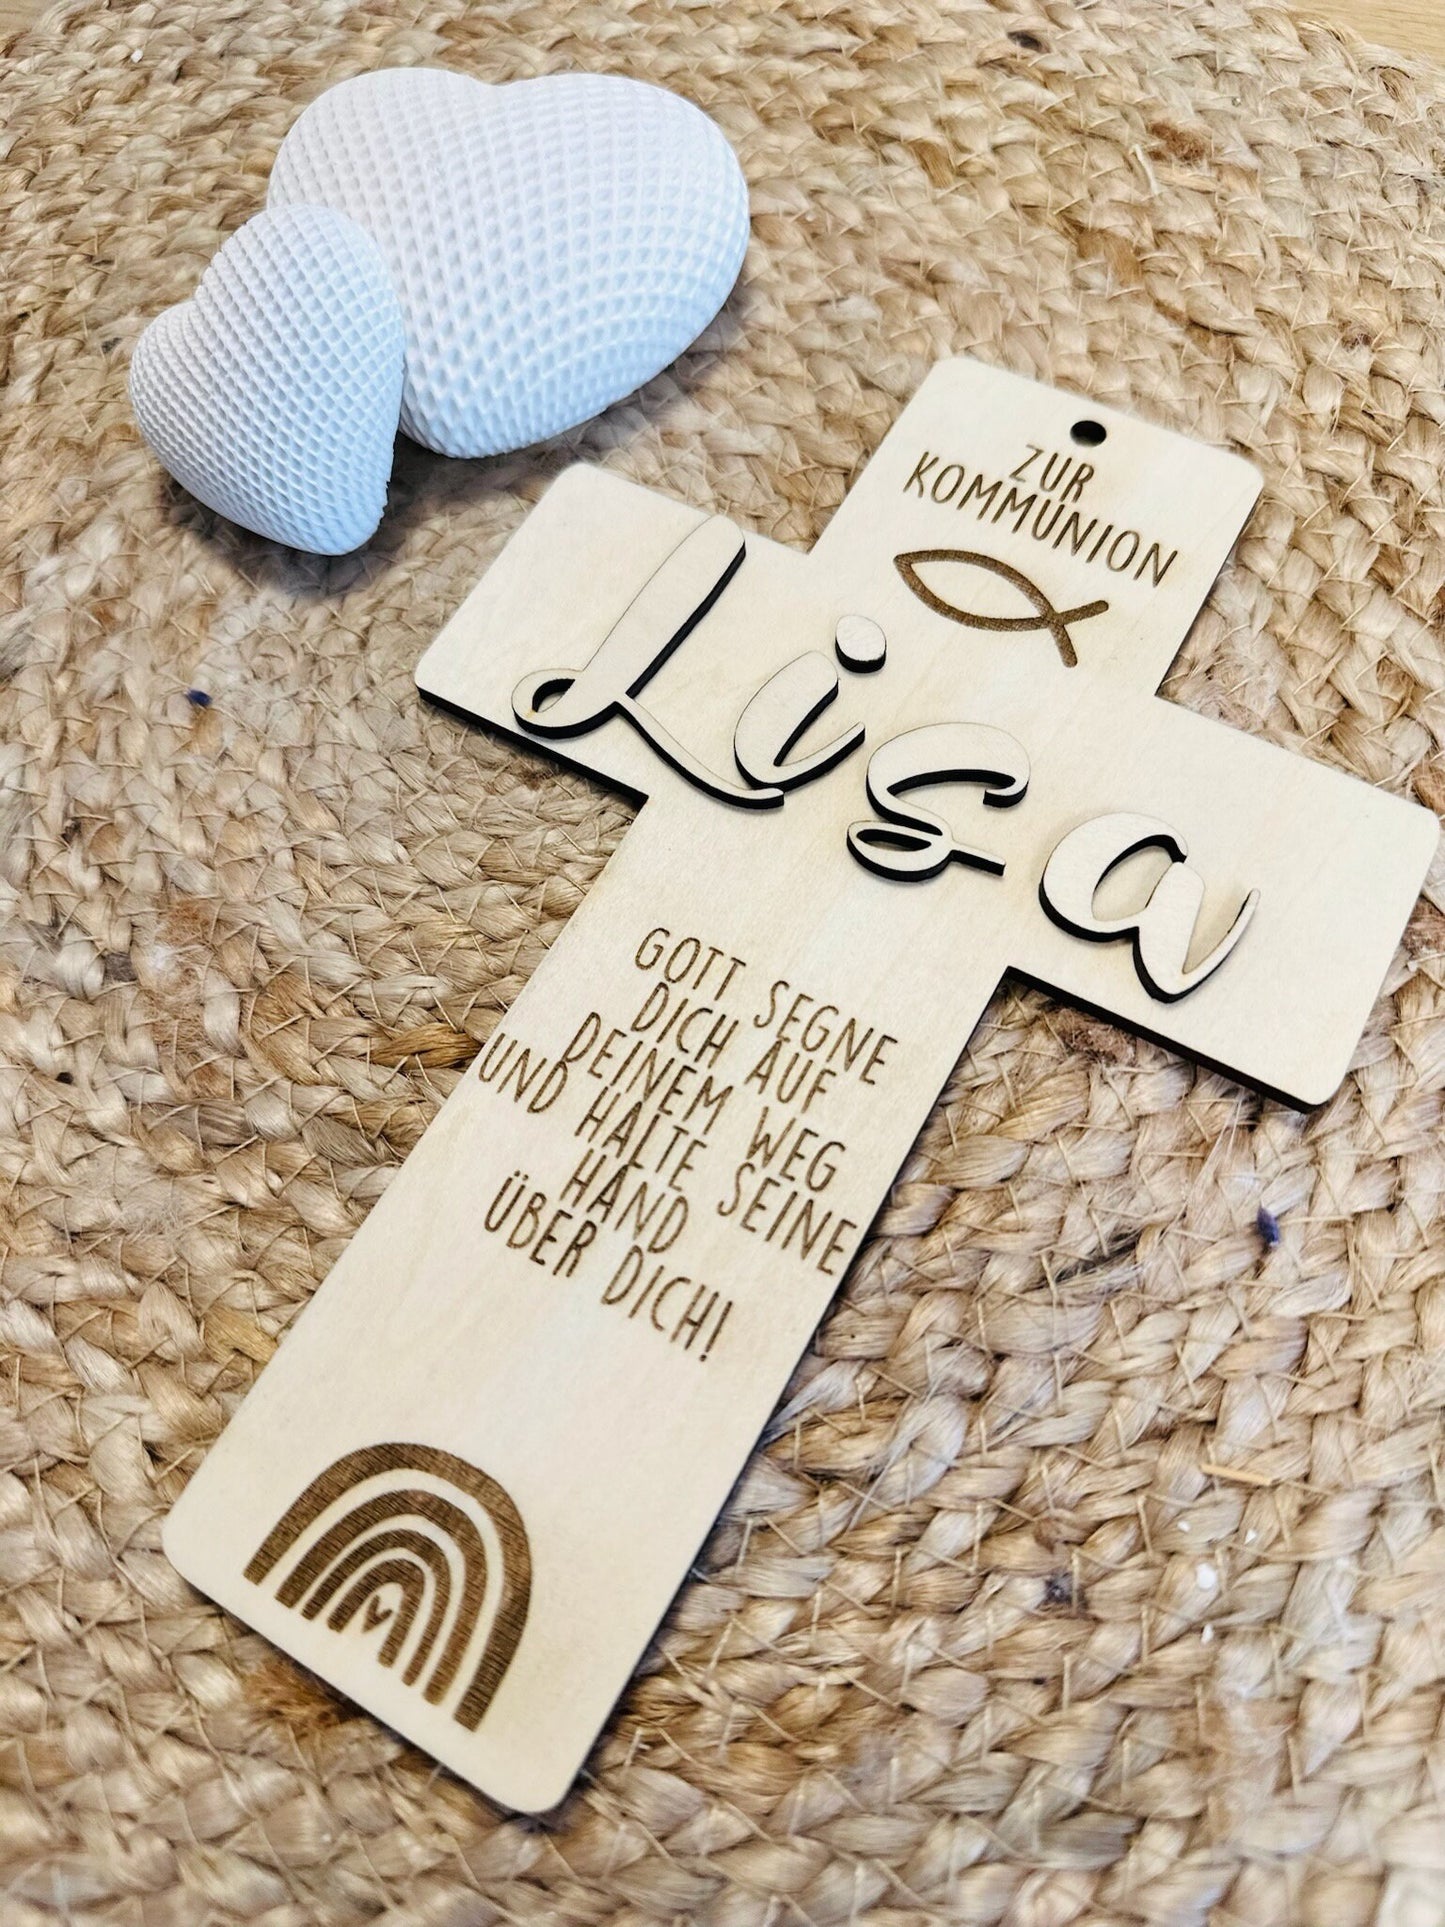 ZUR
KOMMUNION
Lisa
GOTT SEGNE
DICH AUF
DEINEM WEG
UND HALTE SEINE
HAND
ÜBER DICH!